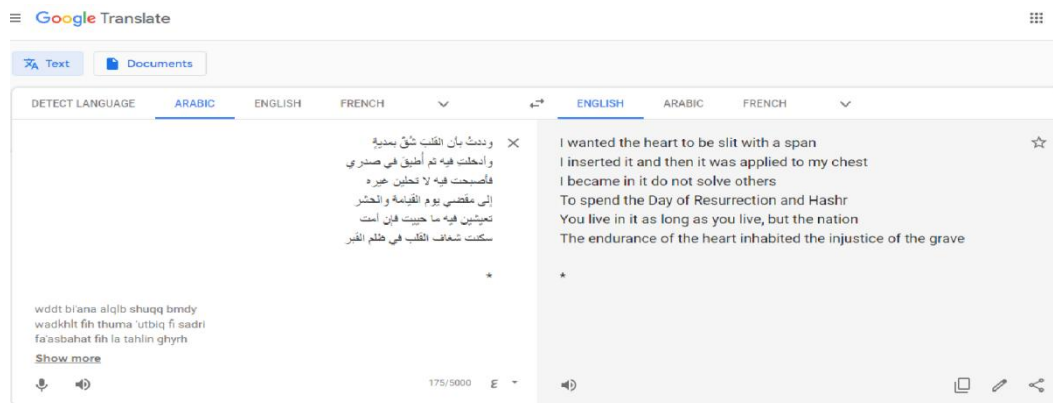 Google Translate
Text
Documents
DETECT LANGUAGE ARABIC ENGLISH FRENCH
ENGLISH ARABIC FRENCH
وددتُ بأن القلبَ شُقَّ بمديةٍ
وأدخلتِ فيه ثم أُطبِقَ في صدري
فأصبحت فيه لا تحلين غيره
إلى مقضى يوم القيامة والحشر
تعيشين فيه ما حييت فإن أمت
سكنت شغاف القلب في ظلم القبر
*
I wanted the heart to be slit with a span
I inserted it and then it was applied to my chest
I became in it do not solve others
To spend the Day of Resurrection and Hashr
You live in it as long as you live, but the nation
The endurance of the heart inhabited the injustice of the grave
*
wddt bi'ana alqlb shuqq bmdy
wadkhlt fih thuma 'utbiq fi sadri
fa'asbahat fih la tahlin ghyrh
Show more
175/5000
ع